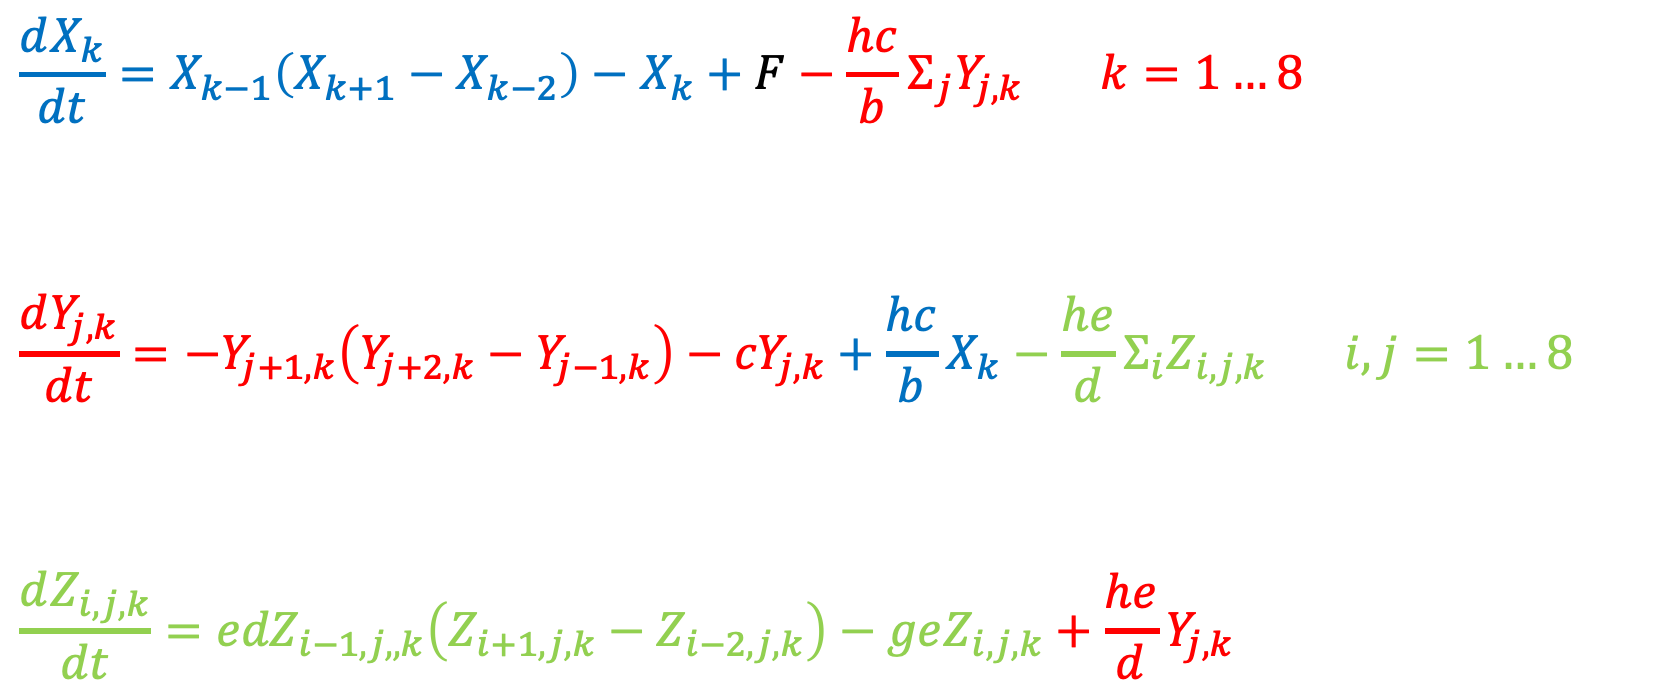 dX_k/dt = X_{k−1}(X_{k+1} − X_{k−2}) − X_k + F − hc/b Σ_j Y_{j,k} k = 1 … 8
dY_{j,k}/dt = −Y_{j+1,k}(Y_{j+2,k} − Y_{j−1,k}) − cY_{j,k} + hc/b X_k − he/d Σ_i Z_{i,j,k} i, j = 1 … 8
dZ_{i,j,k}/dt = edZ_{i−1,j,,k}(Z_{i+1,j,k} − Z_{i−2,j,k}) − geZ_{i,j,k} + he/d Y_{j,k}